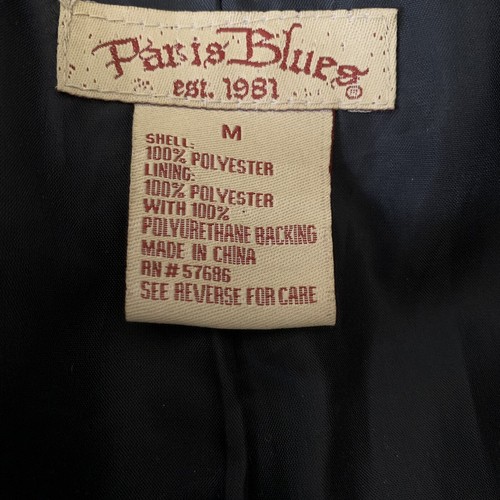 Paris Blues
est. 1981 ®
M
SHELL:
100% POLYESTER
LINING:
100% POLYESTER
WITH 100%
POLYURETHANE BACKING
MADE IN CHINA
RN # 57686
SEE REVERSE FOR CARE